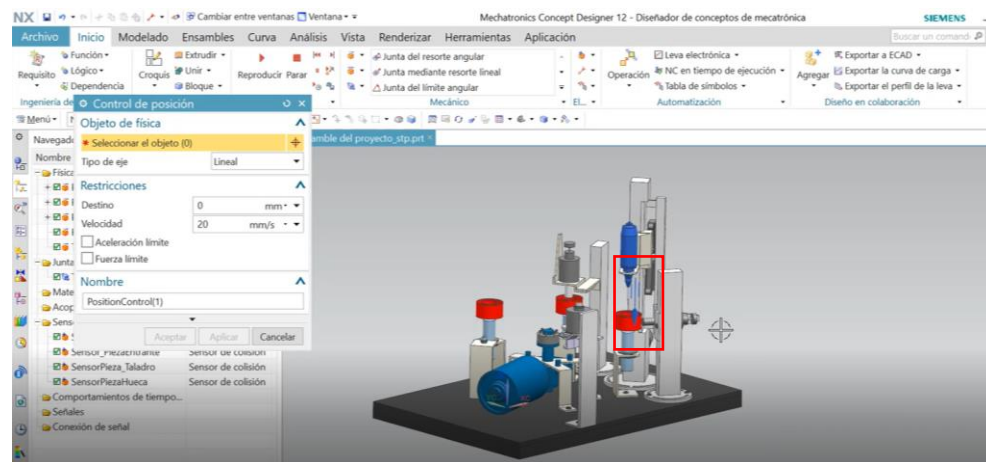 NX Cambiar entre ventanas Ventana Mechatronics Concept Designer 12 - Diseñador de conceptos de mecatrónica SIEMENS
Archivo Inicio Modelado Ensambles Curva Análisis Vista Renderizar Herramientas Aplicación Buscar un comand
Función Extrudir Junta del resorte angular Leva electrónica Exportar a ECAD
Requisito Lógico Croquis Unir Reproducir Parar Junta mediante resorte lineal Operación NC en tiempo de ejecución Agregar Exportar la curva de carga
Dependencia Bloque Junta del límite angular Tabla de símbolos Exportar el perfil de la leva
Ingeniería de Mecánico El... Automatización Diseño en colaboración
Menú
Control de posición
Objeto de física
Navegad amble del proyecto_stp.prt
* Seleccionar el objeto (0)
Nombre
Tipo de eje Lineal
Física
Restricciones
Destino 0 mm
Velocidad 20 mm/s
Aceleración límite
Fuerza límite
Junta
Nombre
Mate
PositionControl(1)
Acop
Sens
Aceptar Aplicar Cancelar
Sensor_PiezaEntrante Sensor de colisión
SensorPieza_Taladro Sensor de colisión
SensorPiezaHueca Sensor de colisión
Comportamientos de tiempo...
Señales
Conexión de señal